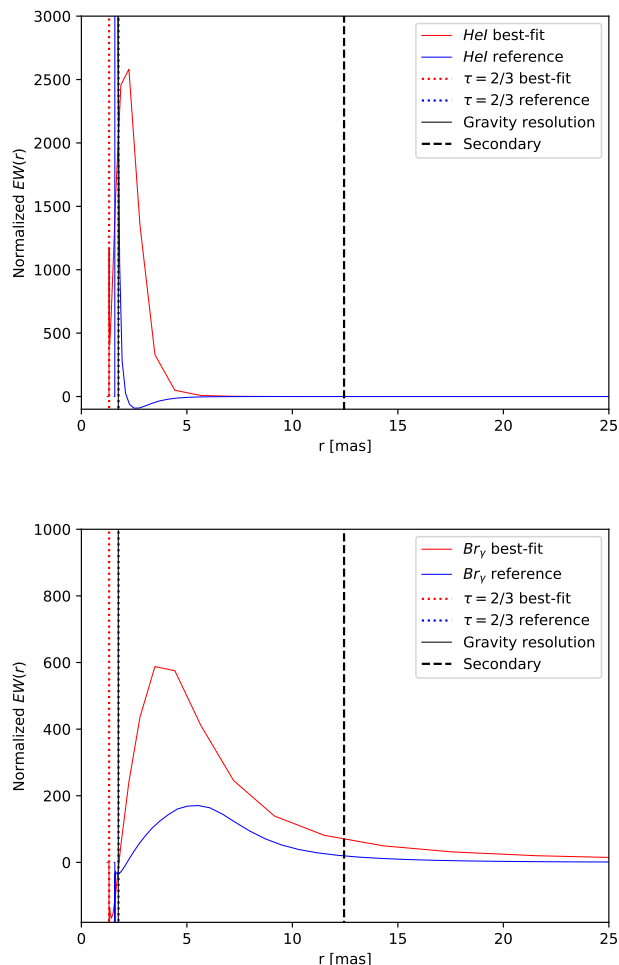 3000
2500
2000
1500
1000
500
0
Normalized EW(r)
HeI best-fit
HeI reference
τ = 2/3 best-fit
τ = 2/3 reference
Gravity resolution
Secondary
0 5 10 15 20 25
r [mas]
1000
800
600
400
200
0
Normalized EW(r)
Brγ best-fit
Brγ reference
τ = 2/3 best-fit
τ = 2/3 reference
Gravity resolution
Secondary
0 5 10 15 20 25
r [mas]